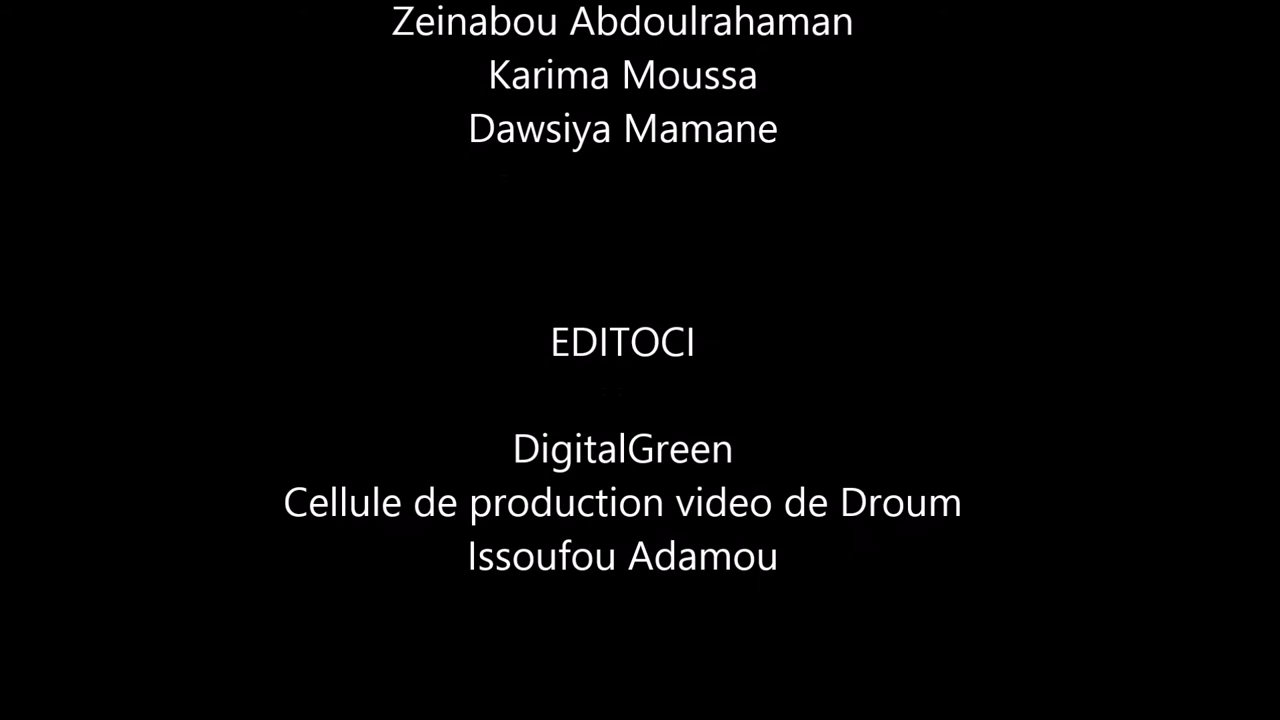 Zeinabou Abdoulrahaman
Karima Moussa
Dawsiya Mamane
EDITOCI
DigitalGreen
Cellule de production video de Droum
Issoufou Adamou